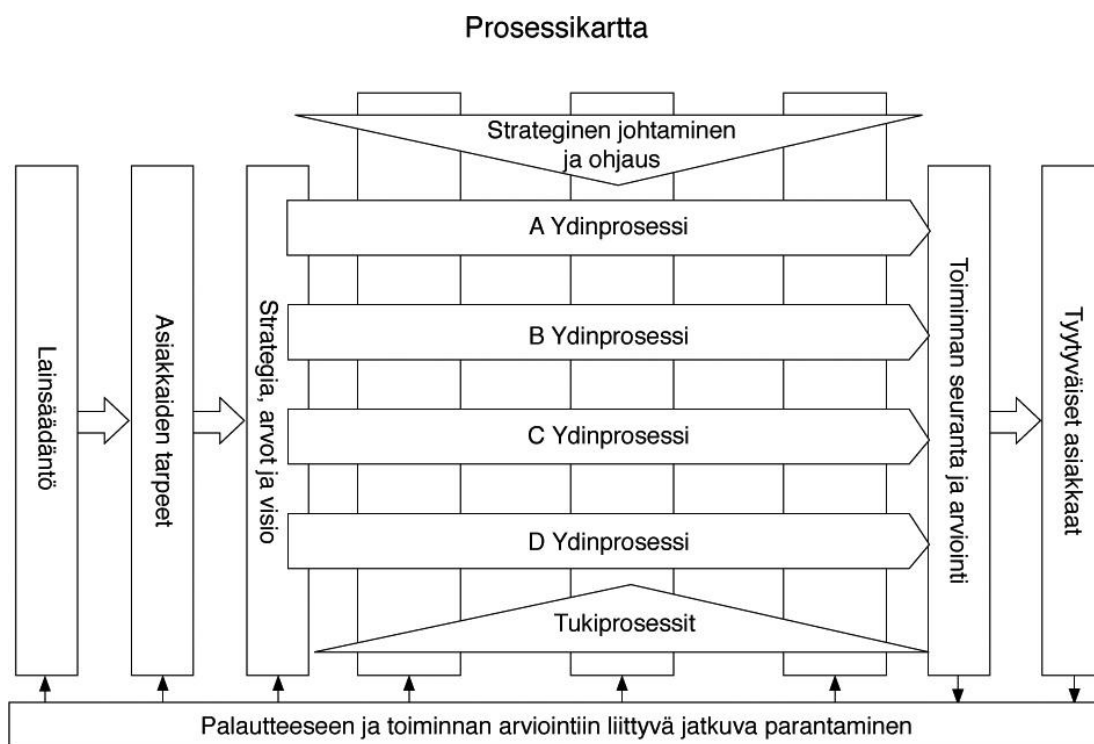 Prosessikartta
Strateginen johtaminen
ja ohjaus
Lainsäädäntö
Asiakkaiden tarpeet
Strategia, arvot ja visio
A Ydinprosessi
B Ydinprosessi
C Ydinprosessi
D Ydinprosessi
Tukiprosessit
Toiminnan seuranta ja arviointi
Tyytyväiset asiakkaat
Palautteeseen ja toiminnan arviointiin liittyvä jatkuva parantaminen